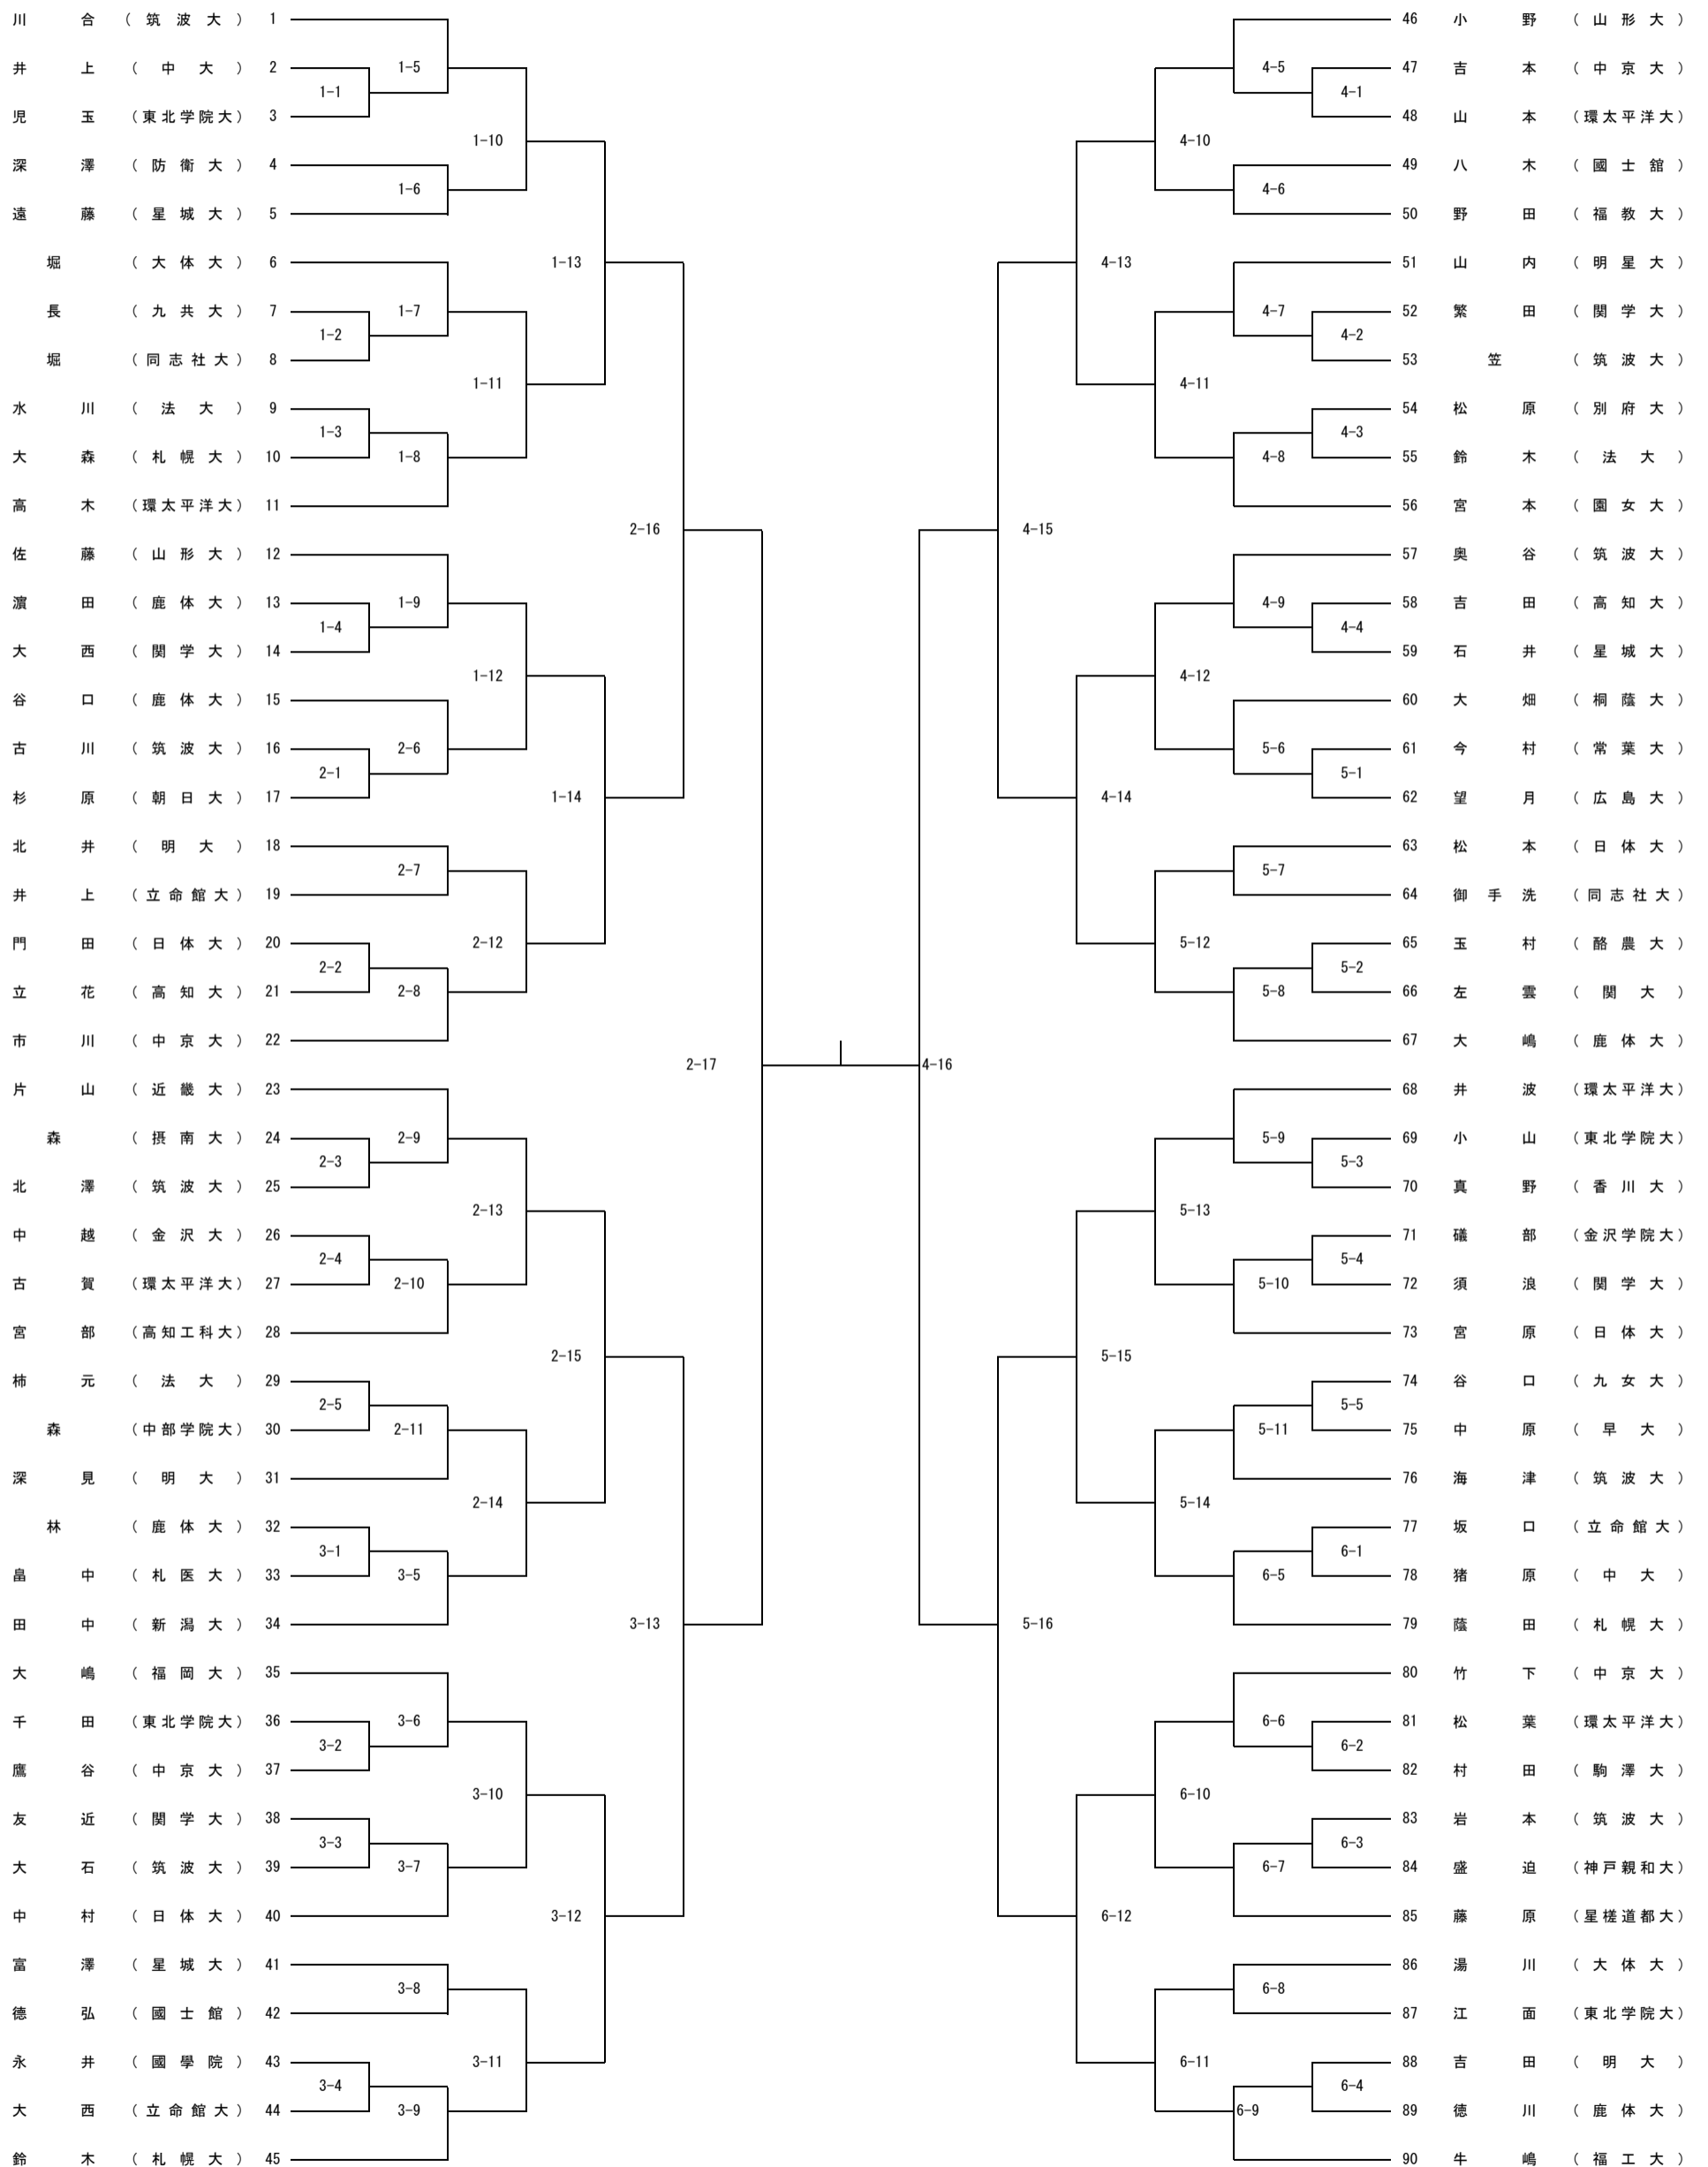 川合 (筑波大) 1
井上 (中大) 2
児玉 (東北学院大) 3
深澤 (防衛大) 4
遠藤 (星城大) 5
堀 (大体大) 6
長 (九共大) 7
堀 (同志社大) 8
水川 (法大) 9
大森 (札幌大) 10
高木 (環太平洋大) 11
佐藤 (山形大) 12
濵田 (鹿体大) 13
大西 (関学大) 14
谷口 (鹿体大) 15
古川 (筑波大) 16
杉原 (朝日大) 17
北井 (明大) 18
井上 (立命館大) 19
門田 (日体大) 20
立花 (高知大) 21
市川 (中京大) 22
片山 (近畿大) 23
森 (摂南大) 24
北澤 (筑波大) 25
中越 (金沢大) 26
古賀 (環太平洋大) 27
宮部 (高知工科大) 28
柿元 (法大) 29
森 (中部学院大) 30
深見 (明大) 31
林 (鹿体大) 32
畠中 (札医大) 33
田中 (新潟大) 34
大嶋 (福岡大) 35
千田 (東北学院大) 36
鷹谷 (中京大) 37
友近 (関学大) 38
大石 (筑波大) 39
中村 (日体大) 40
富澤 (星城大) 41
德弘 (國士館) 42
永井 (國學院) 43
大西 (立命館大) 44
鈴木 (札幌大) 45
1-1
1-2
1-3
1-4
2-1
2-2
2-3
2-4
2-5
3-1
3-2
3-3
3-4
1-5
1-6
1-7
1-8
1-9
2-6
2-7
2-8
2-9
2-10
2-11
3-5
3-6
3-7
3-8
3-9
1-10
1-11
1-12
2-12
2-13
2-14
3-10
3-11
1-13
1-14
2-15
3-12
2-16
3-13
2-17
4-16
4-15
5-16
4-13
4-14
5-15
6-12
4-10
4-11
4-12
5-12
5-13
5-14
6-10
6-11
4-5
4-6
4-7
4-8
4-9
5-6
5-7
5-8
5-9
5-10
5-11
6-5
6-6
6-7
6-8
6-9
4-1
4-2
4-3
4-4
5-1
5-2
5-3
5-4
5-5
6-1
6-2
6-3
6-4
46 小野 (山形大)
47 吉本 (中京大)
48 山本 (環太平洋大)
49 八木 (國士舘)
50 野田 (福教大)
51 山内 (明星大)
52 繁田 (関学大)
53 笠 (筑波大)
54 松原 (別府大)
55 鈴木 (法大)
56 宮本 (園女大)
57 奥谷 (筑波大)
58 吉田 (高知大)
59 石井 (星城大)
60 大畑 (桐蔭大)
61 今村 (常葉大)
62 望月 (広島大)
63 松本 (日体大)
64 御手洗 (同志社大)
65 玉村 (酪農大)
66 左雲 (関大)
67 大嶋 (鹿体大)
68 井波 (環太平洋大)
69 小山 (東北学院大)
70 真野 (香川大)
71 礒部 (金沢学院大)
72 須浪 (関学大)
73 宮原 (日体大)
74 谷口 (九女大)
75 中原 (早大)
76 海津 (筑波大)
77 坂口 (立命館大)
78 猪原 (中大)
79 蔭田 (札幌大)
80 竹下 (中京大)
81 松葉 (環太平洋大)
82 村田 (駒澤大)
83 岩本 (筑波大)
84 盛迫 (神戸親和大)
85 藤原 (星槎道都大)
86 湯川 (大体大)
87 江面 (東北学院大)
88 吉田 (明大)
89 徳川 (鹿体大)
90 牛嶋 (福工大)